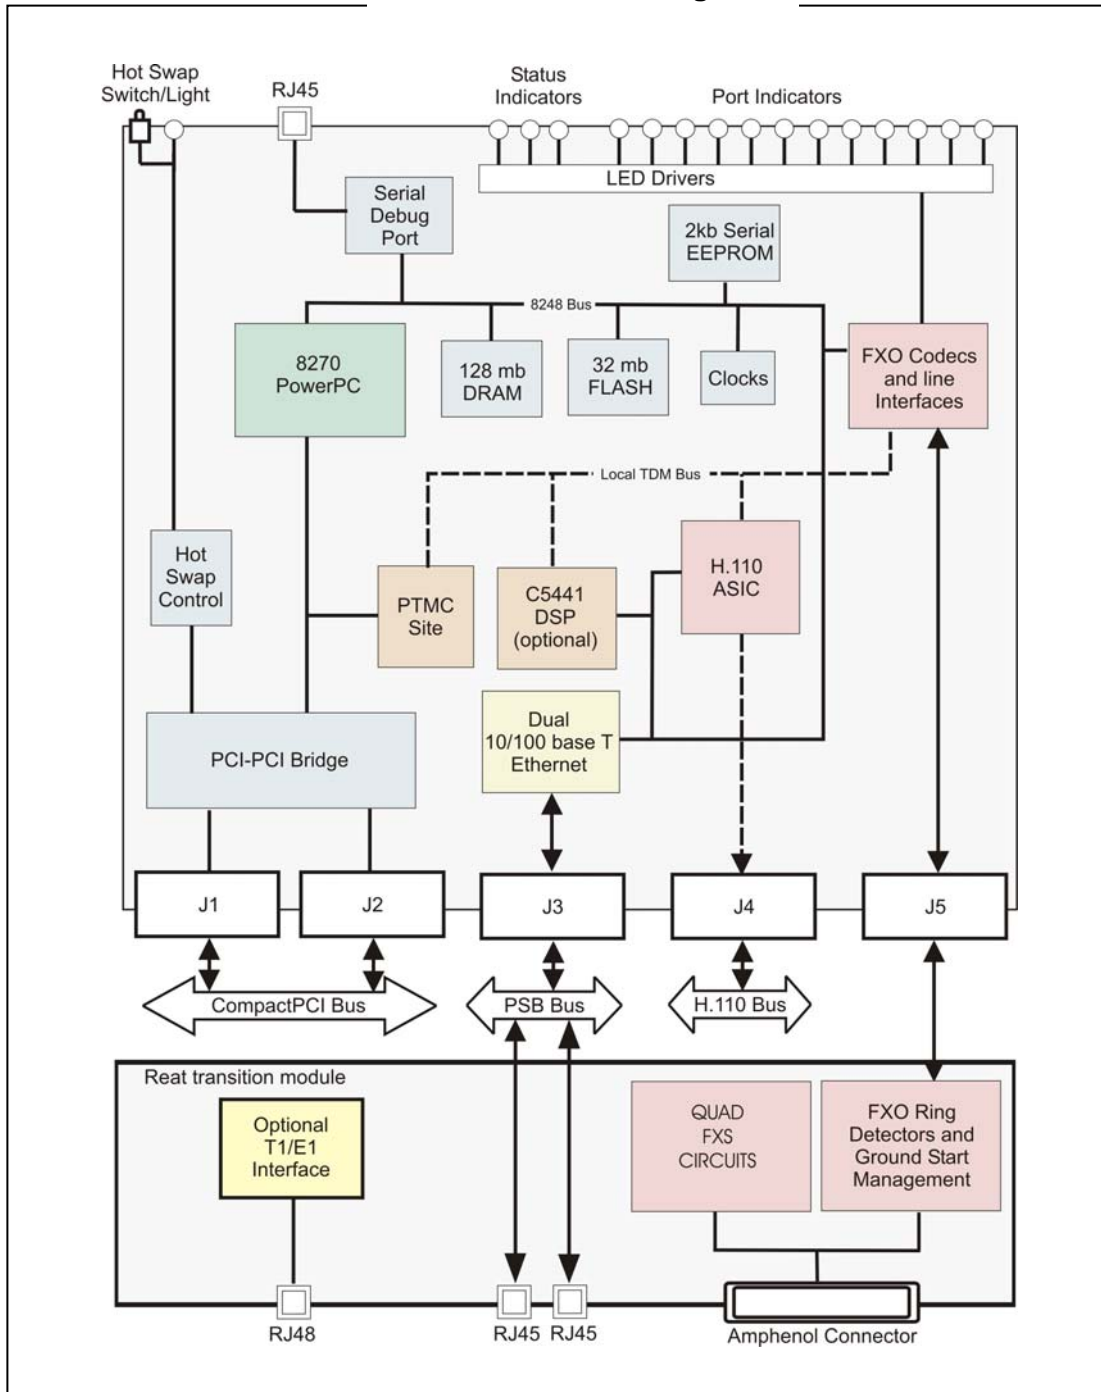 Hot Swap
Switch/Light
RJ45
Status
Indicators
Port Indicators
LED Drivers
Serial
Debug
Port
2kb Serial
EEPROM
8248 Bus
8270
PowerPC
128 mb
DRAM
32 mb
FLASH
Clocks
FXO Codecs
and line
Interfaces
Local TDM Bus
Hot
Swap
Control
PTMC
Site
C5441
DSP
(optional)
H.110
ASIC
PCI-PCI Bridge
Dual
10/100 base T
Ethernet
J1
J2
J3
J4
J5
CompactPCI Bus
PSB Bus
H.110 Bus
Reat transition module
Optional
T1/E1
Interface
QUAD
FXS
CIRCUITS
FXO Ring
Detectors and
Ground Start
Management
RJ48
RJ45
RJ45
Amphenol Connector